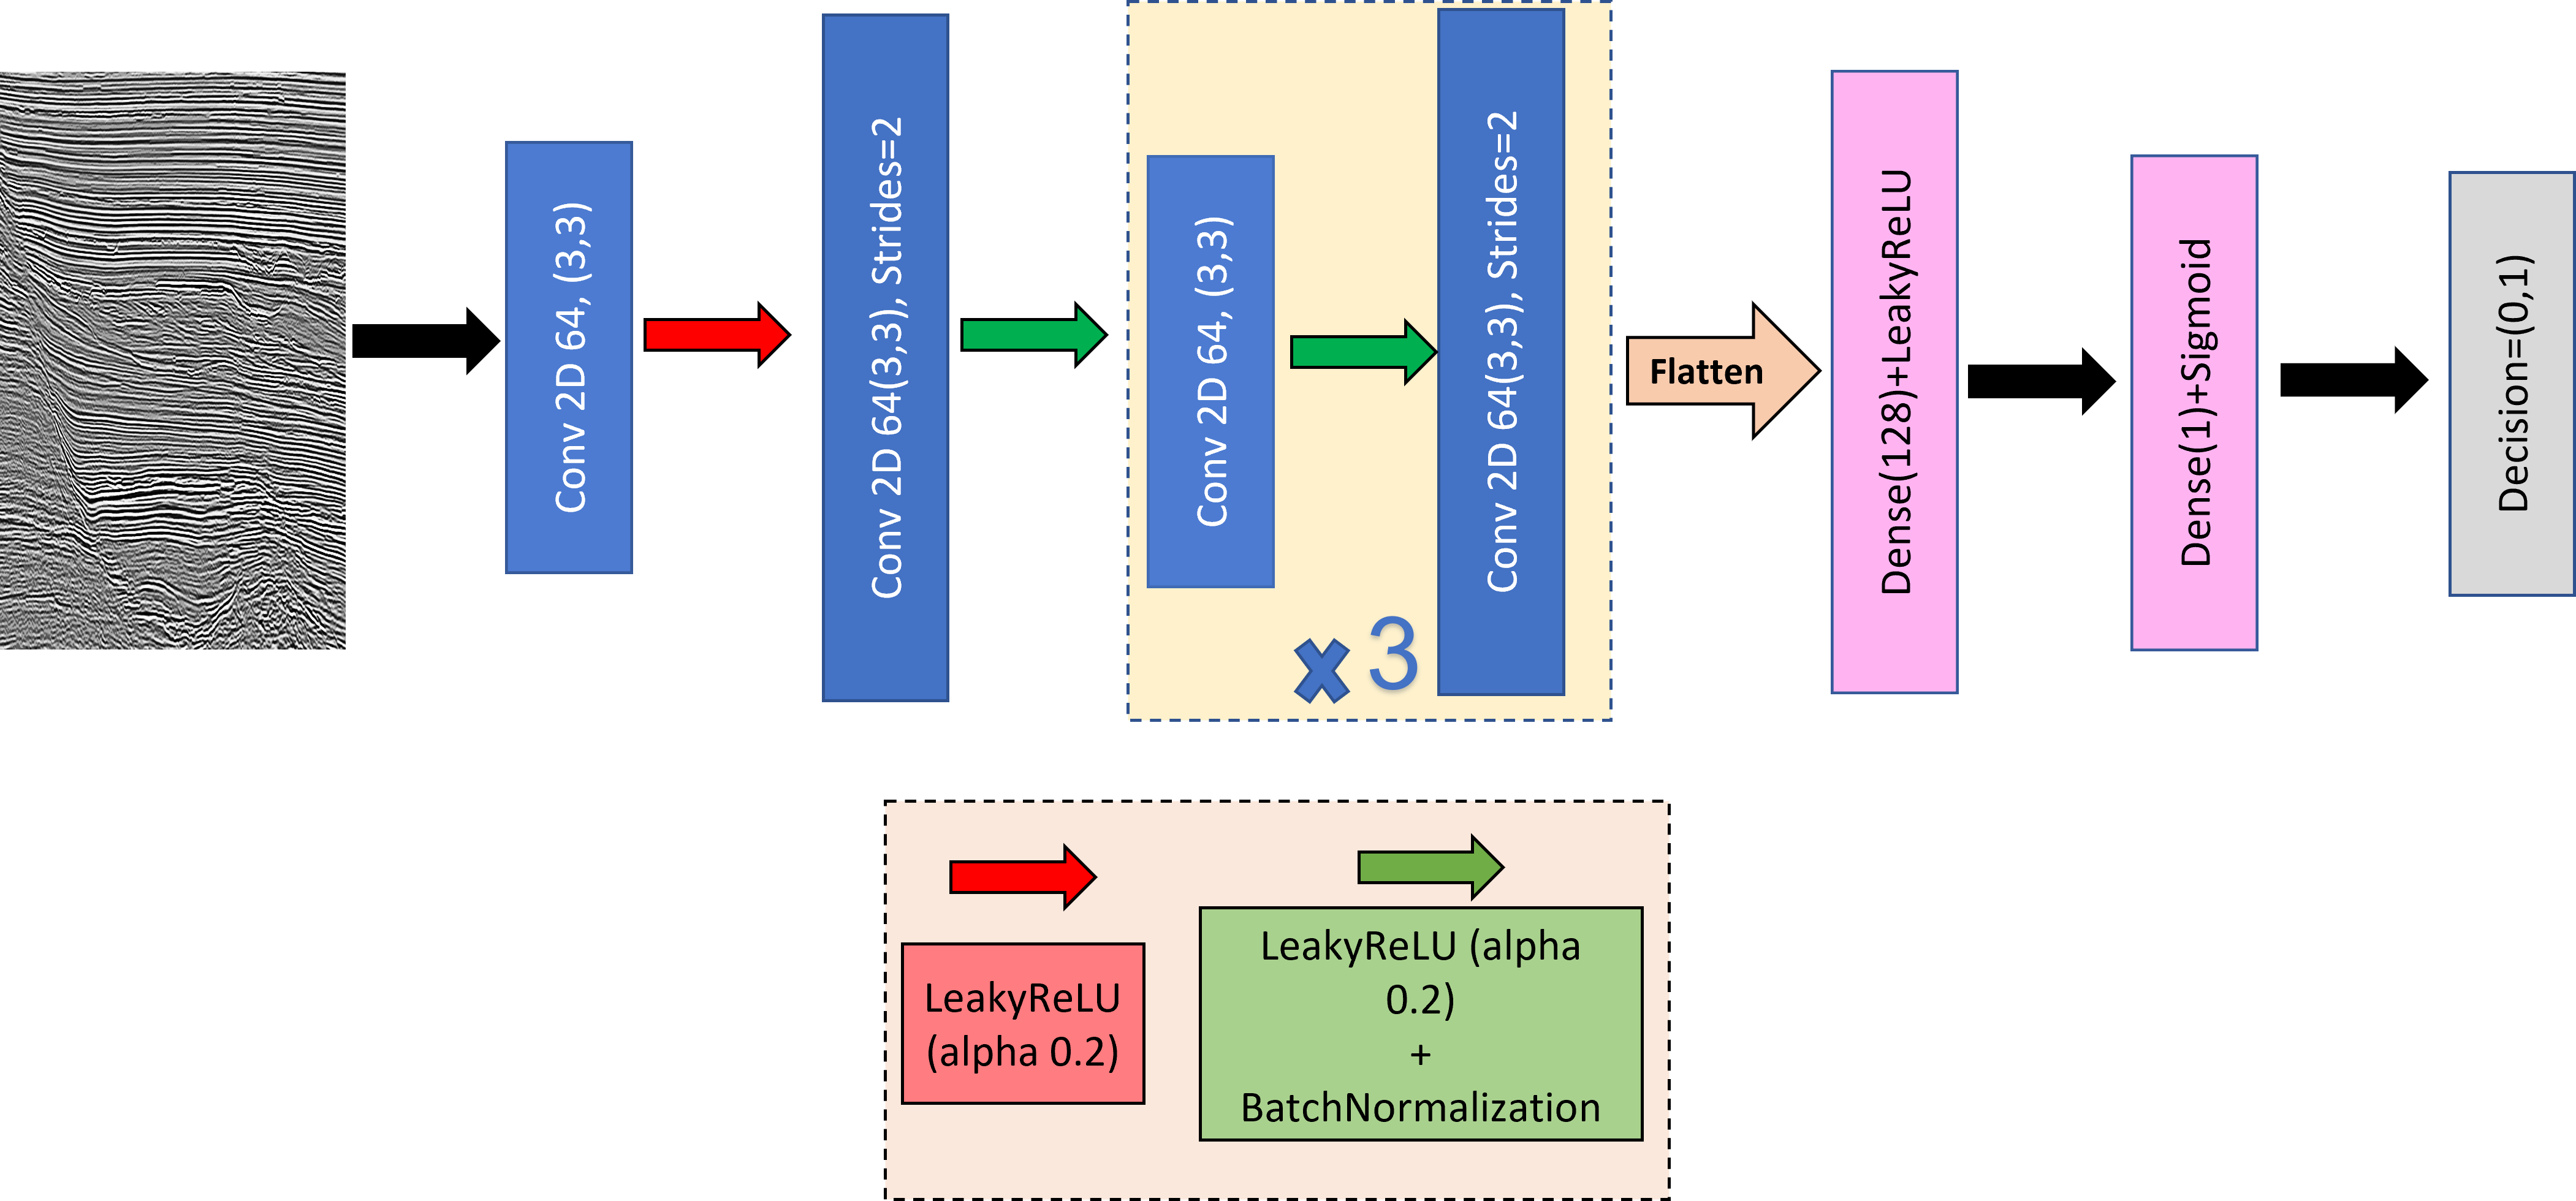 Conv 2D 64, (3,3)
Conv 2D 64(3,3), Strides=2
Conv 2D 64, (3,3)
Conv 2D 64(3,3), Strides=2
3
Flatten
Dense(128)+LeakyReLU
Dense(1)+Sigmoid
Decision=(0,1)
LeakyReLU
(alpha 0.2)
LeakyReLU (alpha
0.2)
+
BatchNormalization